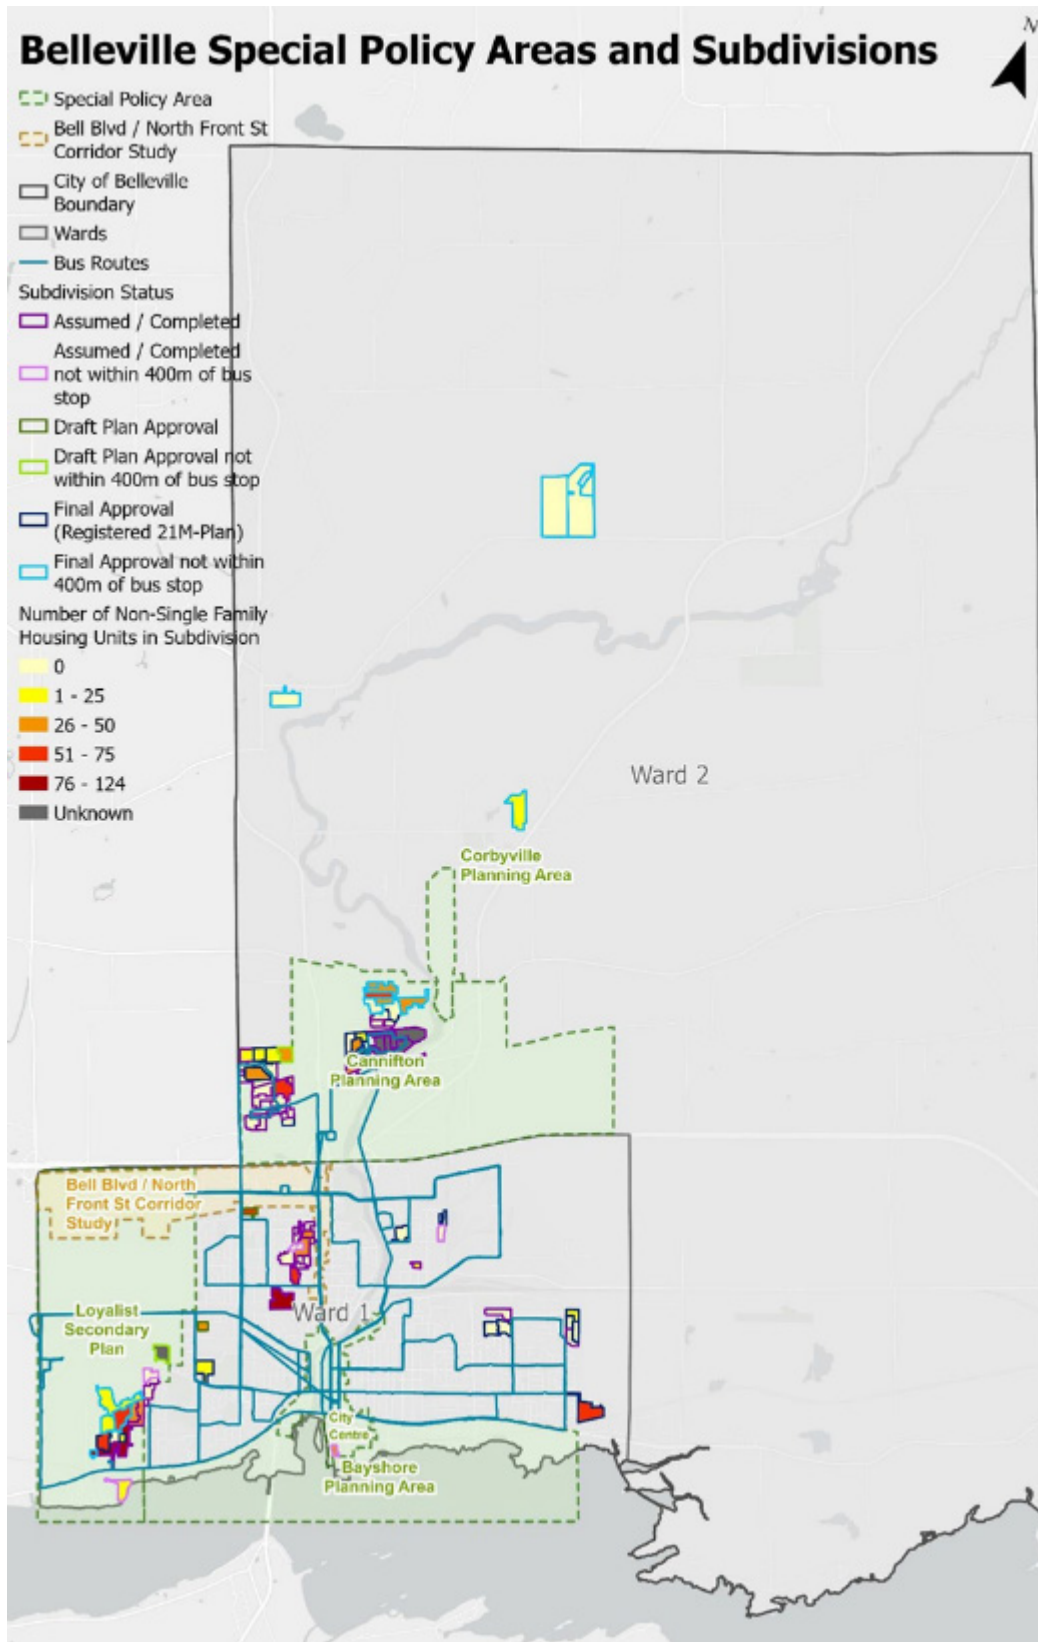 Belleville Special Policy Areas and Subdivisions
N
Special Policy Area
Bell Blvd / North Front St
Corridor Study
City of Belleville
Boundary
Wards
Bus Routes
Subdivision Status
Assumed / Completed
Assumed / Completed
not within 400m of bus
stop
Draft Plan Approval
Draft Plan Approval not
within 400m of bus stop
Final Approval
(Registered 21M-Plan)
Final Approval not within
400m of bus stop
Number of Non-Single Family
Housing Units in Subdivision
0
1 - 25
26 - 50
51 - 75
76 - 124
Unknown
Ward 2
Corbyville
Planning Area
Cannifton
Planning Area
Bell Blvd / North
Front St Corridor
Study
Loyalist
Secondary
Plan
Ward 1
City
Centre
Bayshore
Planning Area